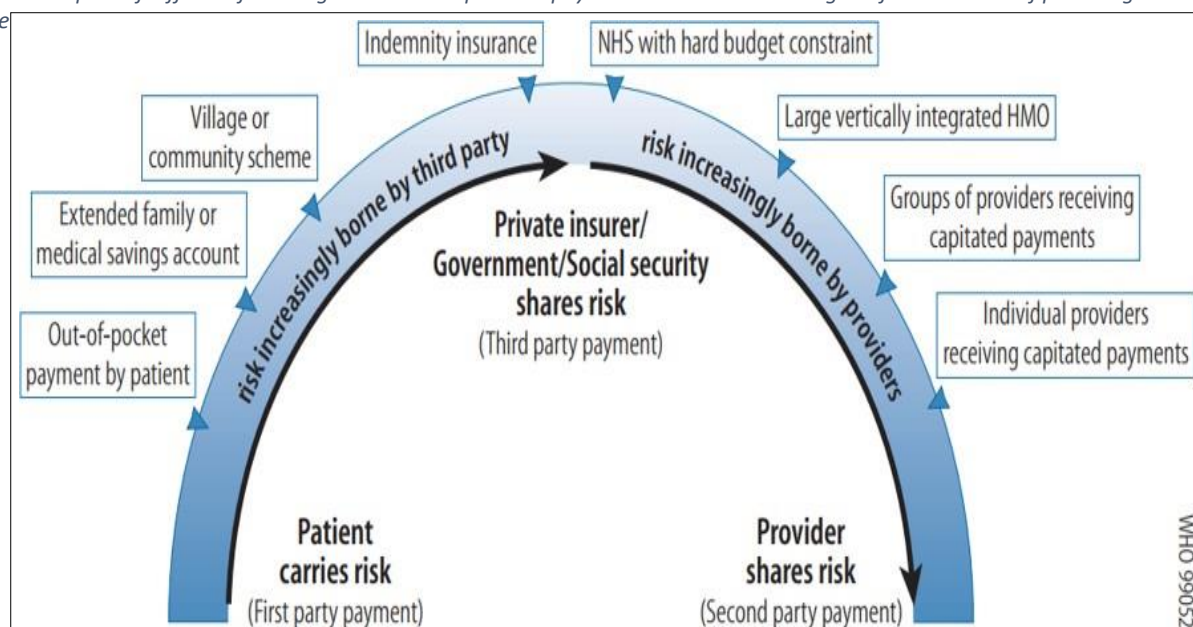 e
Indemnity insurance
NHS with hard budget constraint
Village or
community scheme
Large vertically integrated HMO
Extended family or
medical savings account
Groups of providers receiving
capitated payments
Out-of-pocket
payment by patient
Individual providers
receiving capitated payments
risk increasingly borne by third party
risk increasingly borne by providers
Private insurer/
Government/Social security
shares risk
(Third party payment)
Patient
carries risk
(First party payment)
Provider
shares risk
(Second party payment)
WHO 99052